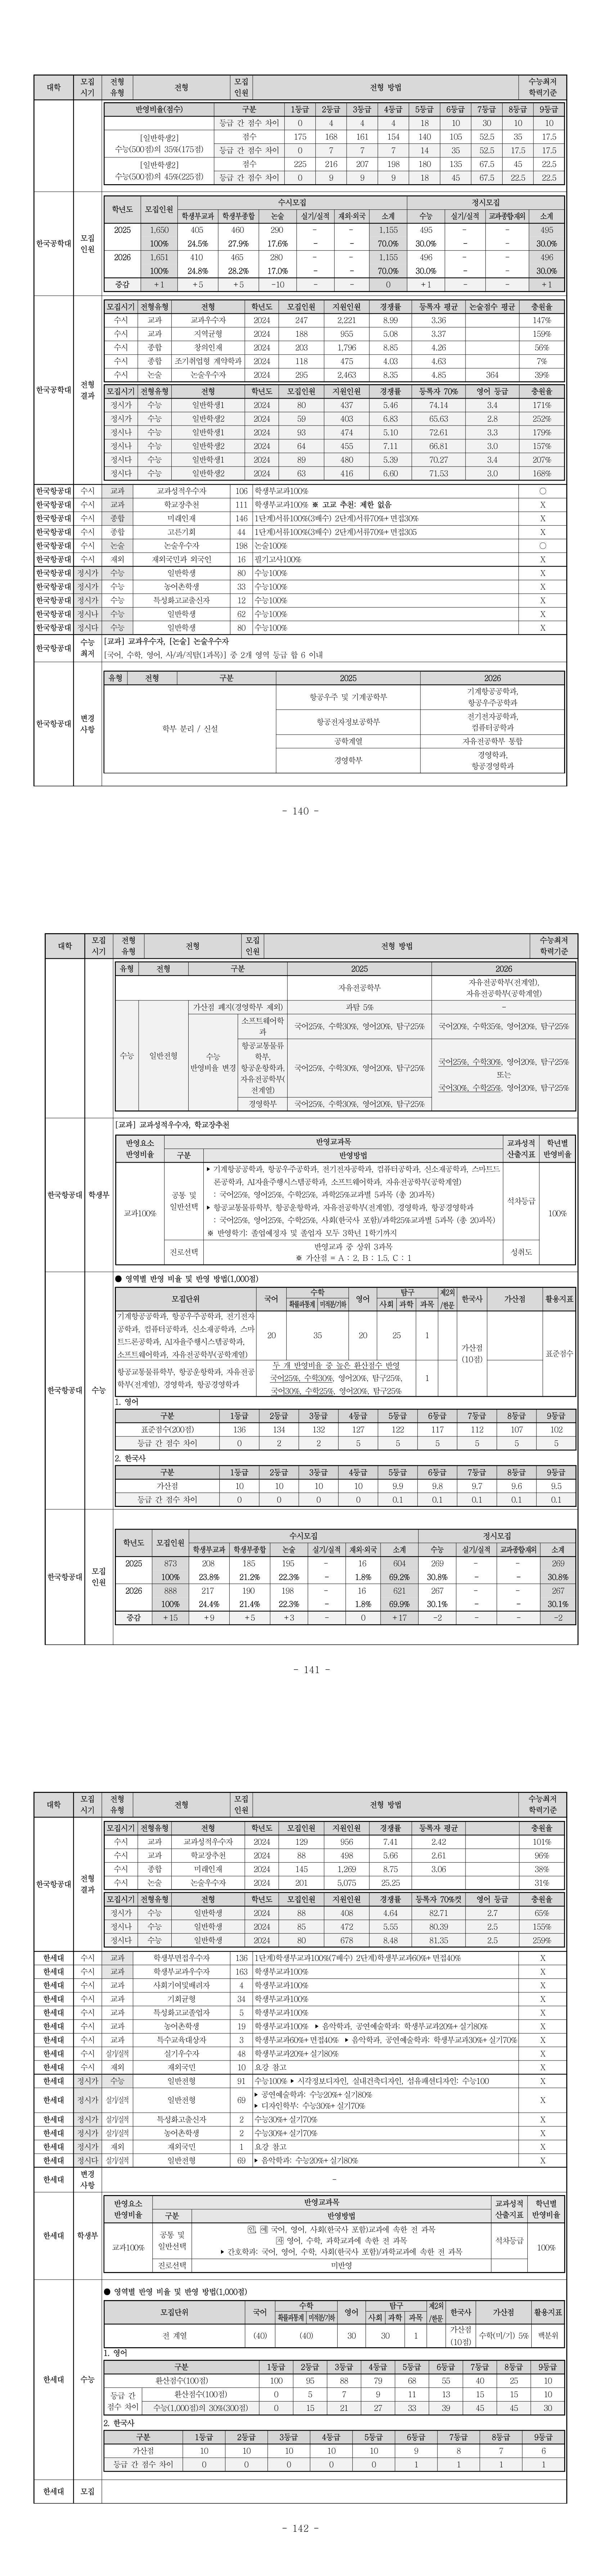 대학 모집시기 전형유형 전형 모집인원 전형 방법 수능최저학력기준
반영비율(점수) 구분 1등급 2등급 3등급 4등급 5등급 6등급 7등급 8등급 9등급
등급 간 점수 차이 0 4 4 4 18 10 30 10 10
[일반학생2] 수능(500점)의 35%(175점) 점수 175 168 161 154 140 105 52.5 35 17.5
등급 간 점수 차이 0 7 7 7 14 35 52.5 17.5 17.5
[일반학생2] 수능(500점)의 45%(225점) 점수 225 216 207 198 180 135 67.5 45 22.5
등급 간 점수 차이 0 9 9 9 18 45 67.5 22.5 22.5
한국공학대 모집인원
학년도 모집인원 수시모집 정시모집
학생부교과 학생부종합 논술 실기/실적 재외·외국 소계 수능 실기/실적 교과종합재외 소계
2025 1,650 405 460 290 - - 1,155 495 - - 495
100% 24.5% 27.9% 17.6% - - 70.0% 30.0% - - 30.0%
2026 1,651 410 465 280 - - 1,155 496 - - 496
100% 24.8% 28.2% 17.0% - - 70.0% 30.0% - - 30.0%
증감 +1 +5 +5 -10 - - 0 +1 - - +1
한국공학대 전형결과
모집시기 전형유형 전형 학년도 모집인원 지원인원 경쟁률 등록자 평균 논술점수 평균 충원율
수시 교과 교과우수자 2024 247 2,221 8.99 3.36 147%
수시 교과 지역균형 2024 188 955 5.08 3.37 159%
수시 종합 창의인재 2024 203 1,796 8.85 4.26 56%
수시 종합 조기취업형 계약학과 2024 118 475 4.03 4.63 7%
수시 논술 논술우수자 2024 295 2,463 8.35 4.85 364 39%
모집시기 전형유형 전형 학년도 모집인원 지원인원 경쟁률 등록자 70% 영어 등급 충원율
정시가 수능 일반학생1 2024 80 437 5.46 74.14 3.4 171%
정시가 수능 일반학생2 2024 59 403 6.83 65.63 2.8 252%
정시나 수능 일반학생1 2024 93 474 5.10 72.61 3.3 179%
정시나 수능 일반학생2 2024 64 455 7.11 66.81 3.0 157%
정시다 수능 일반학생1 2024 89 480 5.39 70.27 3.4 207%
정시다 수능 일반학생2 2024 63 416 6.60 71.53 3.0 168%
한국항공대 수시 교과 교과성적우수자 106 학생부교과100% ○
한국항공대 수시 교과 학교장추천 111 학생부교과100% ※ 고교 추천: 제한 없음 X
한국항공대 수시 종합 미래인재 146 1단계)서류100%(3배수) 2단계)서류70%+면접30% X
한국항공대 수시 종합 고른기회 44 1단계)서류100%(3배수) 2단계)서류70%+면접305 X
한국항공대 수시 논술 논술우수자 198 논술100% ○
한국항공대 수시 재외 재외국민과 외국인 16 필기고사100% X
한국항공대 정시가 수능 일반학생 80 수능100% X
한국항공대 정시가 수능 농어촌학생 33 수능100% X
한국항공대 정시가 수능 특성화고교출신자 12 수능100% X
한국항공대 정시나 수능 일반학생 62 수능100% X
한국항공대 정시다 수능 일반학생 80 수능100% X
한국항공대 수능최저 [교과] 교과우수자, [논술] 논술우수자
[국어, 수학, 영어, 사/과/직탐(1과목)] 중 2개 영역 등급 합 6 이내
한국항공대 변경사항
유형 전형 구분 2025 2026
학부 분리 / 신설 항공우주 및 기계공학부 기계항공공학과, 항공우주공학과
항공전자정보공학부 전기전자공학과, 컴퓨터공학과
공학계열 자유전공학부 통합
경영학부 경영학과, 항공경영학과
- 140 -
대학 모집시기 전형유형 전형 모집인원 전형 방법 수능최저학력기준
유형 전형 구분 2025 2026
자유전공학부 자유전공학부(전계열), 자유전공학부(공학계열)
수능 일반전형 가산점 폐지(경영학부 제외) 과탐 5% -
수능 반영비율 변경 소프트웨어학과 국어25%, 수학30%, 영어20%, 탐구25% 국어20%, 수학35%, 영어20%, 탐구25%
항공교통물류학부, 항공운항학과, 자유전공학부(전계열) 국어25%, 수학30%, 영어20%, 탐구25% 국어25%, 수학30%, 영어20%, 탐구25%
또는
국어30%, 수학25%, 영어20%, 탐구25%
경영학부 국어25%, 수학30%, 영어20%, 탐구25%
한국항공대 학생부
[교과] 교과성적우수자, 학교장추천
반영요소 반영비율 반영교과목 교과성적 산출지표 학년별 반영비율
구분 반영방법
교과100% 공통 및 일반선택 석차등급 100%
▸ 기계항공공학과, 항공우주공학과, 전기전자공학과, 컴퓨터공학과, 신소재공학과, 스마트드론공학과, AI자율주행시스템공학과, 소프트웨어학과, 자유전공학부(공학계열)
: 국어25%, 영어25%, 수학25%, 과학25%교과별 5과목 (총 20과목)
▸ 항공교통물류학부, 항공운항학과, 자유전공학부(전계열), 경영학과, 항공경영학과
: 국어25%, 영어25%, 수학25%, 사회(한국사 포함)/과학25%교과별 5과목 (총 20과목)
※ 반영학기: 졸업예정자 및 졸업자 모두 3학년 1학기까지
진로선택 반영교과 중 상위 3과목 성취도
※ 가산점 = A : 2, B : 1.5, C : 1
한국항공대 수능
● 영역별 반영 비율 및 반영 방법(1,000점)
모집단위 국어 수학 영어 탐구 제2외/한문 한국사 가산점 활용지표
확률과통계 미적분/기하 사회 과학 과목
기계항공공학과, 항공우주공학과, 전기전자공학과, 컴퓨터공학과, 신소재공학과, 스마트드론공학과, AI자율주행시스템공학과, 소프트웨어학과, 자유전공학부(공학계열) 20 35 20 25 1 가산점(10점) 표준점수
항공교통물류학부, 항공운항학과, 자유전공학부(전계열), 경영학과, 항공경영학과 두 개 반영비율 중 높은 환산점수 반영 1
국어25%, 수학30%, 영어20%, 탐구25%,
국어30%, 수학25%, 영어20%, 탐구25%
1. 영어
구분 1등급 2등급 3등급 4등급 5등급 6등급 7등급 8등급 9등급
표준점수(200점) 136 134 132 127 122 117 112 107 102
등급 간 점수 차이 0 2 2 5 5 5 5 5 5
2. 한국사
구분 1등급 2등급 3등급 4등급 5등급 6등급 7등급 8등급 9등급
가산점 10 10 10 10 9.9 9.8 9.7 9.6 9.5
등급 간 점수 차이 0 0 0 0 0.1 0.1 0.1 0.1 0.1
한국항공대 모집인원
학년도 모집인원 수시모집 정시모집
학생부교과 학생부종합 논술 실기/실적 재외·외국 소계 수능 실기/실적 교과종합재외 소계
2025 873 208 185 195 - 16 604 269 - - 269
100% 23.8% 21.2% 22.3% - 1.8% 69.2% 30.8% - - 30.8%
2026 888 217 190 198 - 16 621 267 - - 267
100% 24.4% 21.4% 22.3% - 1.8% 69.9% 30.1% - - 30.1%
증감 +15 +9 +5 +3 - 0 +17 -2 - - -2
- 141 -
대학 모집시기 전형유형 전형 모집인원 전형 방법 수능최저학력기준
한국항공대 전형결과
모집시기 전형유형 전형 학년도 모집인원 지원인원 경쟁률 등록자 평균 충원율
수시 교과 교과성적우수자 2024 129 956 7.41 2.42 101%
수시 교과 학교장추천 2024 88 498 5.66 2.61 96%
수시 종합 미래인재 2024 145 1,269 8.75 3.06 38%
수시 논술 논술우수자 2024 201 5,075 25.25 31%
모집시기 전형유형 전형 학년도 모집인원 지원인원 경쟁률 등록자 70%컷 영어 등급 충원율
정시가 수능 일반학생 2024 88 408 4.64 82.71 2.7 65%
정시나 수능 일반학생 2024 85 472 5.55 80.39 2.5 155%
정시다 수능 일반학생 2024 80 678 8.48 81.35 2.5 259%
한세대 수시 교과 학생부면접우수자 136 1단계)학생부교과100%(7배수) 2단계)학생부교과60%+면접40% X
한세대 수시 교과 학생부교과우수자 163 학생부교과100% X
한세대 수시 교과 사회기여및배려자 4 학생부교과100% X
한세대 수시 교과 기회균형 34 학생부교과100% X
한세대 수시 교과 특성화고교졸업자 5 학생부교과100% X
한세대 수시 교과 농어촌학생 19 학생부교과100% ▸ 음악학과, 공연예술학과: 학생부교과20%+실기80% X
한세대 수시 교과 특수교육대상자 3 학생부교과60%+면접40% ▸ 음악학과, 공연예술학과: 학생부교과30%+실기70% X
한세대 수시 실기/실적 실기우수자 48 학생부교과20%+실기80% X
한세대 수시 재외 재외국민 10 요강 참고 X
한세대 정시가 수능 일반전형 91 수능100% ▸ 시각정보디자인, 실내건축디자인, 섬유패션디자인: 수능100 X
한세대 정시가 실기/실적 일반전형 69 ▸ 공연예술학과: 수능20%+실기80% X
▸ 디자인학부: 수능30%+실기70%
한세대 정시가 실기/실적 특성화고출신자 2 수능30%+실기70% X
한세대 정시가 실기/실적 농어촌학생 2 수능30%+실기70% X
한세대 정시가 재외 재외국민 1 요강 참고 X
한세대 정시다 실기/실적 일반전형 69 ▸ 음악학과: 수능20%+실기80% X
한세대 변경사항 -
한세대 학생부
반영요소 반영비율 반영교과목 교과성적 산출지표 학년별 반영비율
구분 반영방법
교과100% 공통 및 일반선택 석차등급 100%
인, 예 국어, 영어, 사회(한국사 포함)교과에 속한 전 과목
자 영어, 수학, 과학교과에 속한 전 과목
▸ 간호학과: 국어, 영어, 수학, 사회(한국사 포함)/과학교과에 속한 전 과목
진로선택 미반영
한세대 수능
● 영역별 반영 비율 및 반영 방법(1,000점)
모집단위 국어 수학 영어 탐구 제2외/한문 한국사 가산점 활용지표
확률과통계 미적분/기하 사회 과학 과목
전 계열 (40) (40) 30 30 1 가산점(10점) 수학(미/기) 5% 백분위
1. 영어
구분 1등급 2등급 3등급 4등급 5등급 6등급 7등급 8등급 9등급
환산점수(100점) 100 95 88 79 68 55 40 25 10
등급 간 점수 차이 환산점수(100점) 0 5 7 9 11 13 15 15 10
수능(1,000점)의 30%(300점) 0 15 21 27 33 39 45 45 30
2. 한국사
구분 1등급 2등급 3등급 4등급 5등급 6등급 7등급 8등급 9등급
가산점 10 10 10 10 10 9 8 7 6
등급 간 점수 차이 0 0 0 0 0 1 1 1 1
한세대 모집
- 142 -